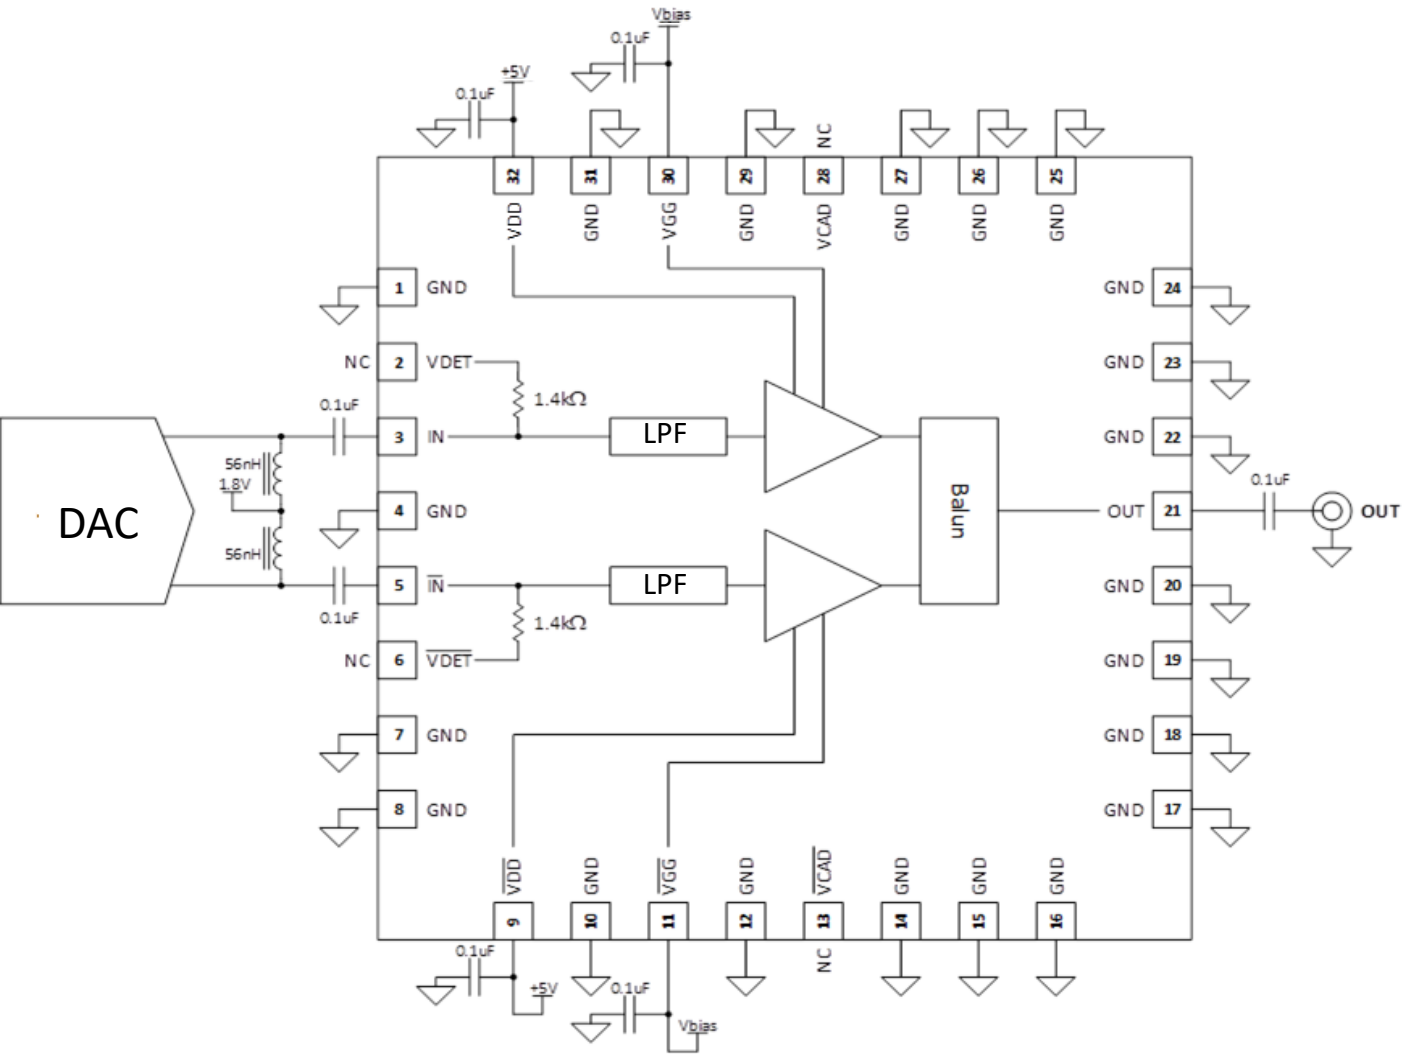 Vbias
0.1uF
+5V
0.1uF
NC
32
31
30
29
28
27
26
25
VDD
GND
VGG
GND
VCAD
GND
GND
GND
1
GND
GND
24
NC
2
VDET
GND
23
1.4kΩ
0.1uF
3
IN
LPF
GND
22
56nH
1.8V
0.1uF
DAC
4
GND
Balun
OUT
21
OUT
56nH
5
IN
LPF
GND
20
0.1uF
1.4kΩ
NC
6
VDET
GND
19
7
GND
GND
18
8
GND
GND
17
VDD
GND
VGG
GND
VCAD
GND
GND
GND
9
10
11
12
13
14
15
16
0.1uF
NC
+5V
0.1uF
Vbias